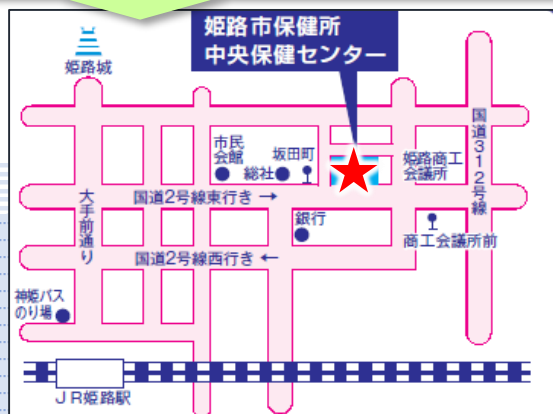 姫路市保健所
中央保健センター
姫路城
市民
会館
坂田町
総社
姫路商工
会議所
国道312号線
大手前通り
国道2号線東行き →
銀行
商工会議所前
国道2号線西行き ←
神姫バス
のり場
JR姫路駅